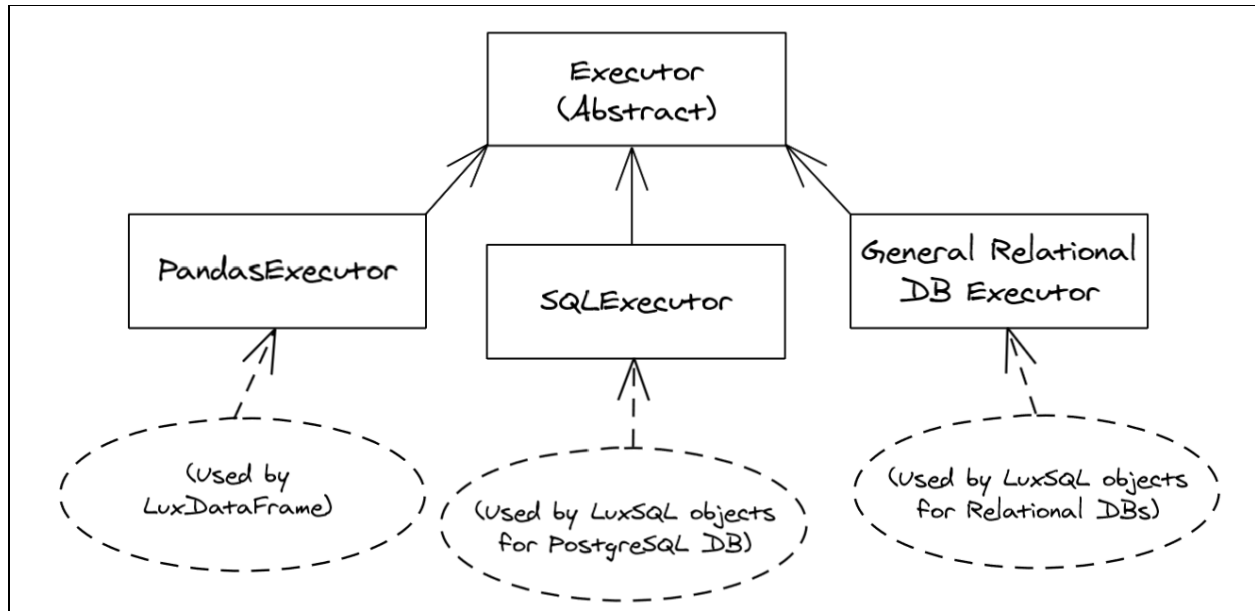 Executor
(Abstract)
PandasExecutor
SQLExecutor
General Relational
DB Executor
(Used by
LuxDataFrame)
(Used by LuxSQL objects
for PostgreSQL DB)
(Used by LuxSQL objects
for Relational DBs)